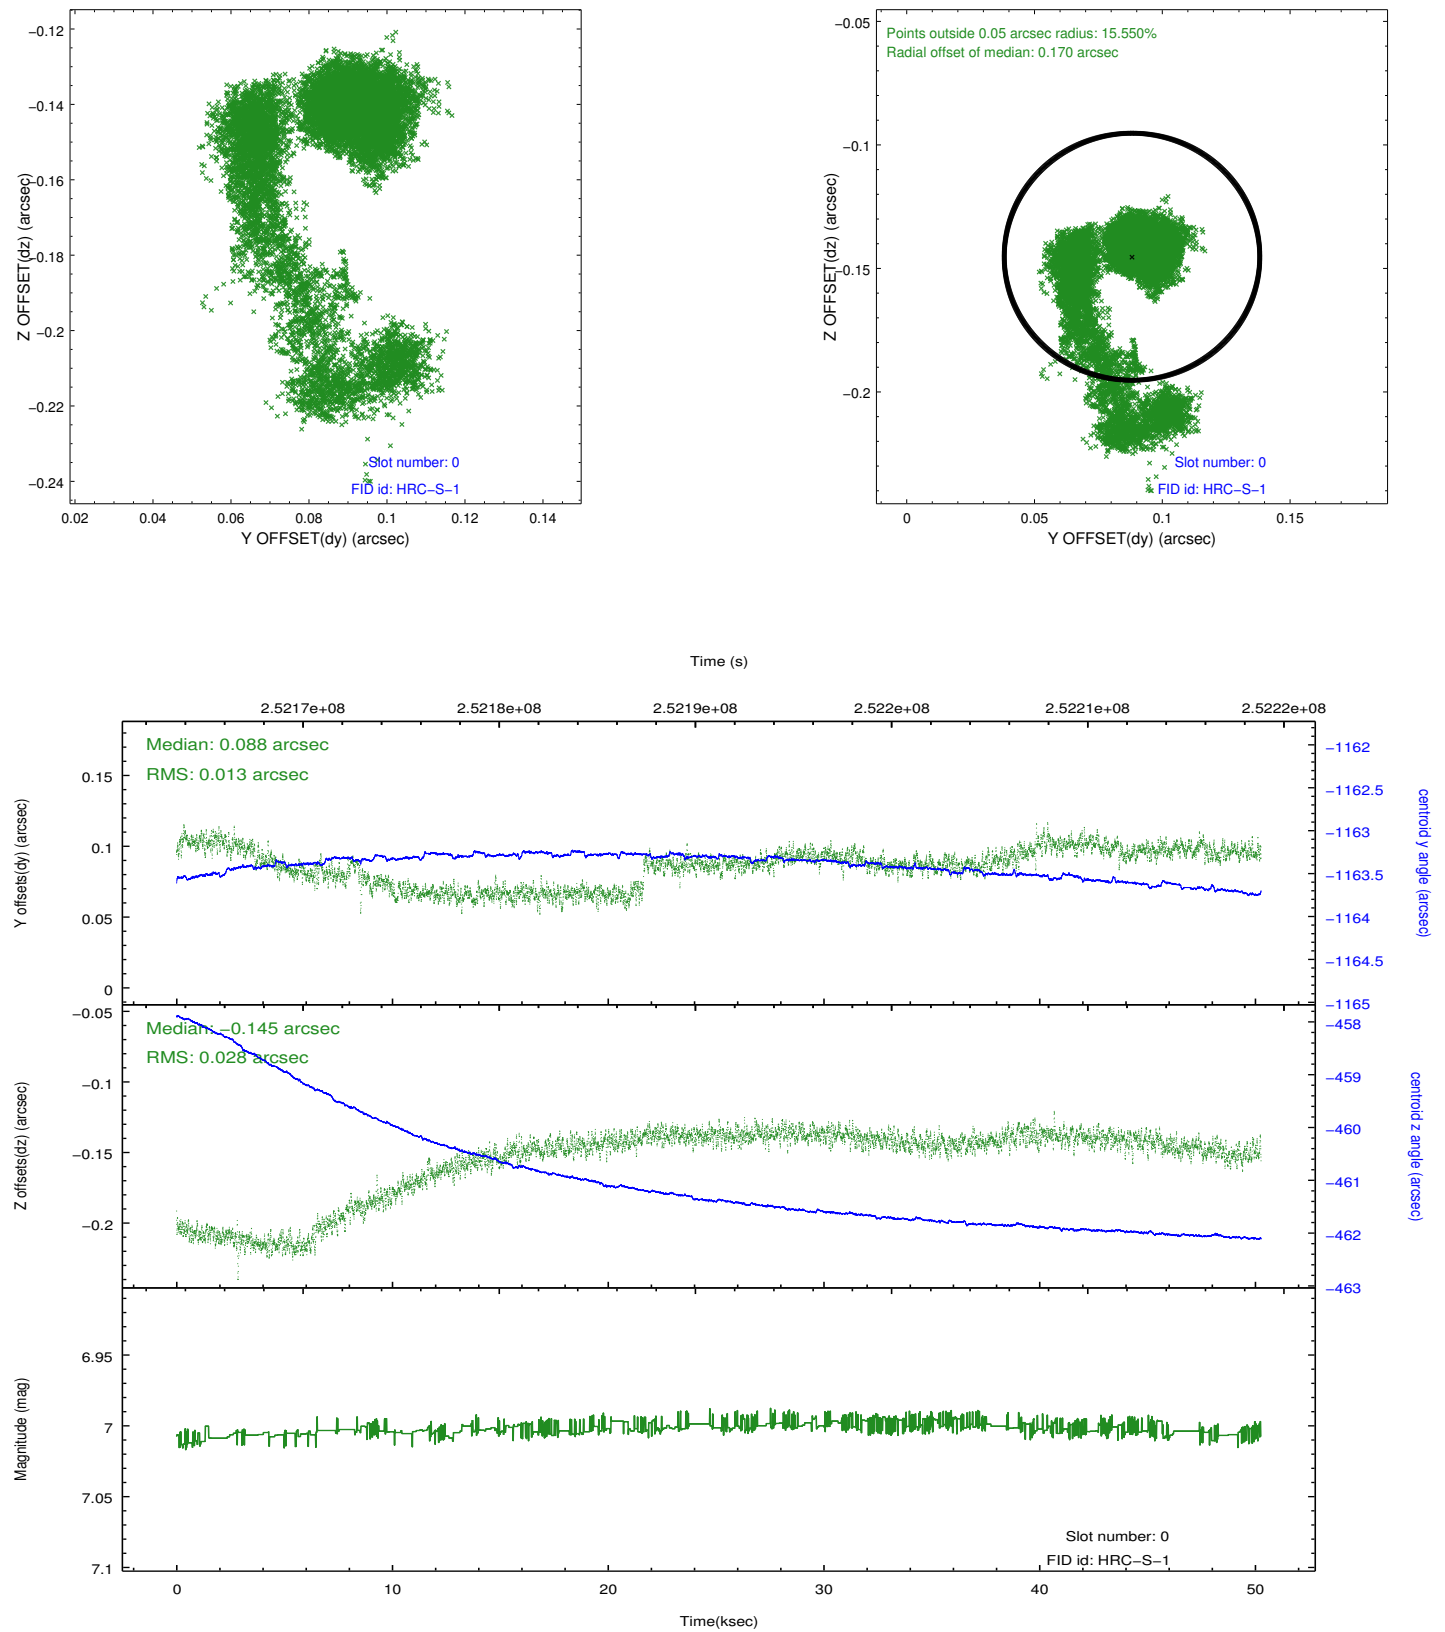 −0.12
−0.14
−0.16
−0.18
−0.2
−0.22
−0.24
Z OFFSET(dz) (arcsec)
Slot number: 0
FID id: HRC−S−1
0.02 0.04 0.06 0.08 0.1 0.12 0.14
Y OFFSET(dy) (arcsec)
−0.05
−0.1
−0.15
−0.2
Z OFFSET(dz) (arcsec)
Points outside 0.05 arcsec radius: 15.550%
Radial offset of median: 0.170 arcsec
Slot number: 0
FID id: HRC−S−1
0 0.05 0.1 0.15
Y OFFSET(dy) (arcsec)
Time (s)
2.5217e+08 2.5218e+08 2.5219e+08 2.522e+08 2.5221e+08 2.5222e+08
Median: 0.088 arcsec
RMS: 0.013 arcsec
0.15
0.1
0.05
0
Y offsets(dy) (arcsec)
−1162
−1162.5
−1163
−1163.5
−1164
−1164.5
−1165
centroid y angle (arcsec)
Median: −0.145 arcsec
RMS: 0.028 arcsec
−0.05
−0.1
−0.15
−0.2
Z offsets(dz) (arcsec)
−458
−459
−460
−461
−462
−463
centroid z angle (arcsec)
6.95
7
7.05
7.1
Magnitude (mag)
Slot number: 0
FID id: HRC−S−1
0 10 20 30 40 50
Time(ksec)